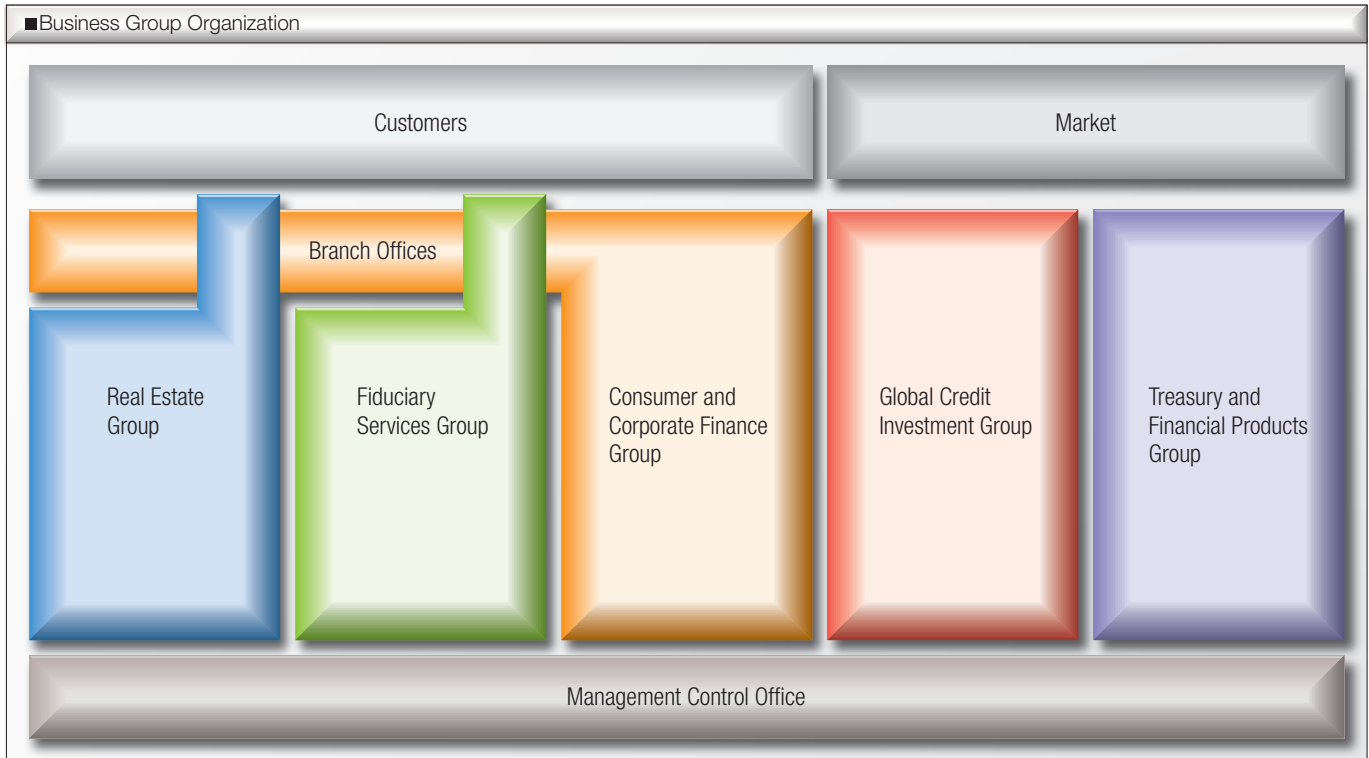 ■Business Group Organization
Customers
Market
Branch Offices
Real Estate
Group
Fiduciary
Services Group
Consumer and
Corporate Finance
Group
Global Credit
Investment Group
Treasury and
Financial Products
Group
Management Control Office